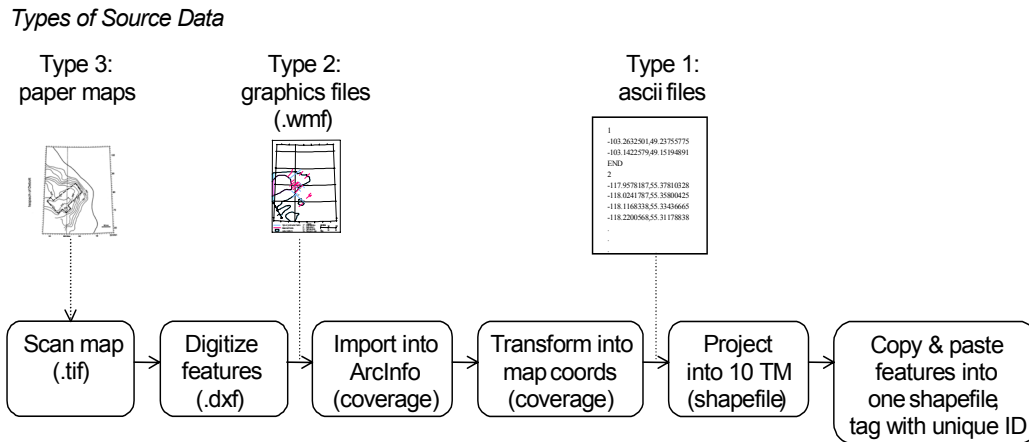 Types of Source Data
Type 3:
paper maps
Type 2:
graphics files
(.wmf)
Type 1:
ascii files
1
-103.2632501,49.23755775
-103.1422579,49.15194891
END
2
-117.9578187,55.37810328
-118.0241787,55.35800425
-118.1168338,55.33436665
-118.2200568,55.31178838
.
.
.
Scan map
(.tif)
Digitize
features
(.dxf)
Import into
ArcInfo
(coverage)
Transform into
map coords
(coverage)
Project
into 10 TM
(shapefile)
Copy & paste
features into
one shapefile,
tag with unique ID